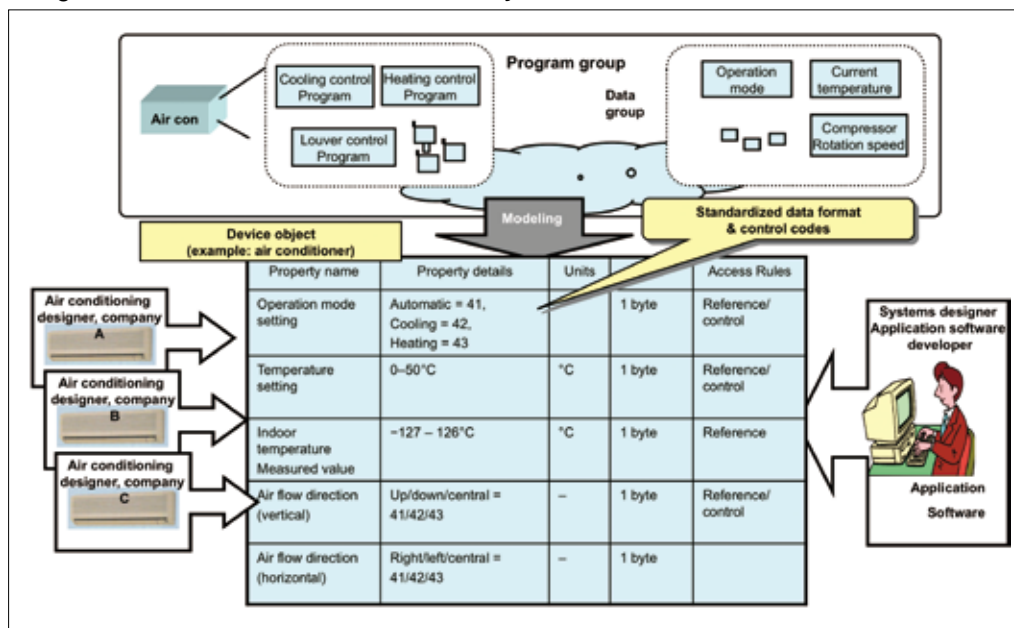 Program group
Cooling control
Program
Heating control
Program
Louver control
Program
Air con
Data
group
Operation
mode
Current
temperature
Compressor
Rotation speed
Modeling
Standardized data format
& control codes
Device object
(example: air conditioner)
Property name Property details Units Access Rules
Operation mode
setting
Automatic = 41,
Cooling = 42,
Heating = 43
1 byte
Reference/
control
Temperature
setting
0–50°C
°C
1 byte
Reference/
control
Indoor
temperature
Measured value
−127 – 126°C
°C
1 byte
Reference
Air flow direction
(vertical)
Up/down/central =
41/42/43
–
1 byte
Reference/
control
Air flow direction
(horizontal)
Right/left/central =
41/42/43
–
1 byte
Air conditioning
designer, company
A
Air conditioning
designer, company
B
Air conditioning
designer, company
C
Systems designer
Application software
developer
Application
Software